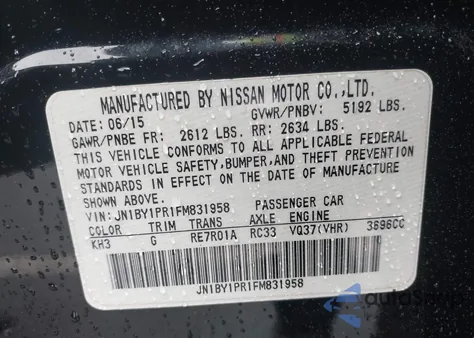 MANUFACTURED BY NISSAN MOTOR CO.,LTD.
DATE: 06/15 GVWR/PNBV: 5192 LBS.
GAWR/PNBE FR: 2612 LBS. RR: 2634 LBS.
THIS VEHICLE CONFORMS TO ALL APPLICABLE
MOTOR VEHICLE SAFETY,BUMPER,AND THEFT PREVENTION
STANDARDS IN EFFECT ON THE DATE OF MANUFACTURE
SHOWN ABOVE.
VIN: JN1BY1PR1FM831958 PASSENGER CAR
COLOR TRIM TRANS AXLE ENGINE
KH3 G RE7R01A RC33 VQ37(VHR) 3696CC
JN1BY1PR1FM831958